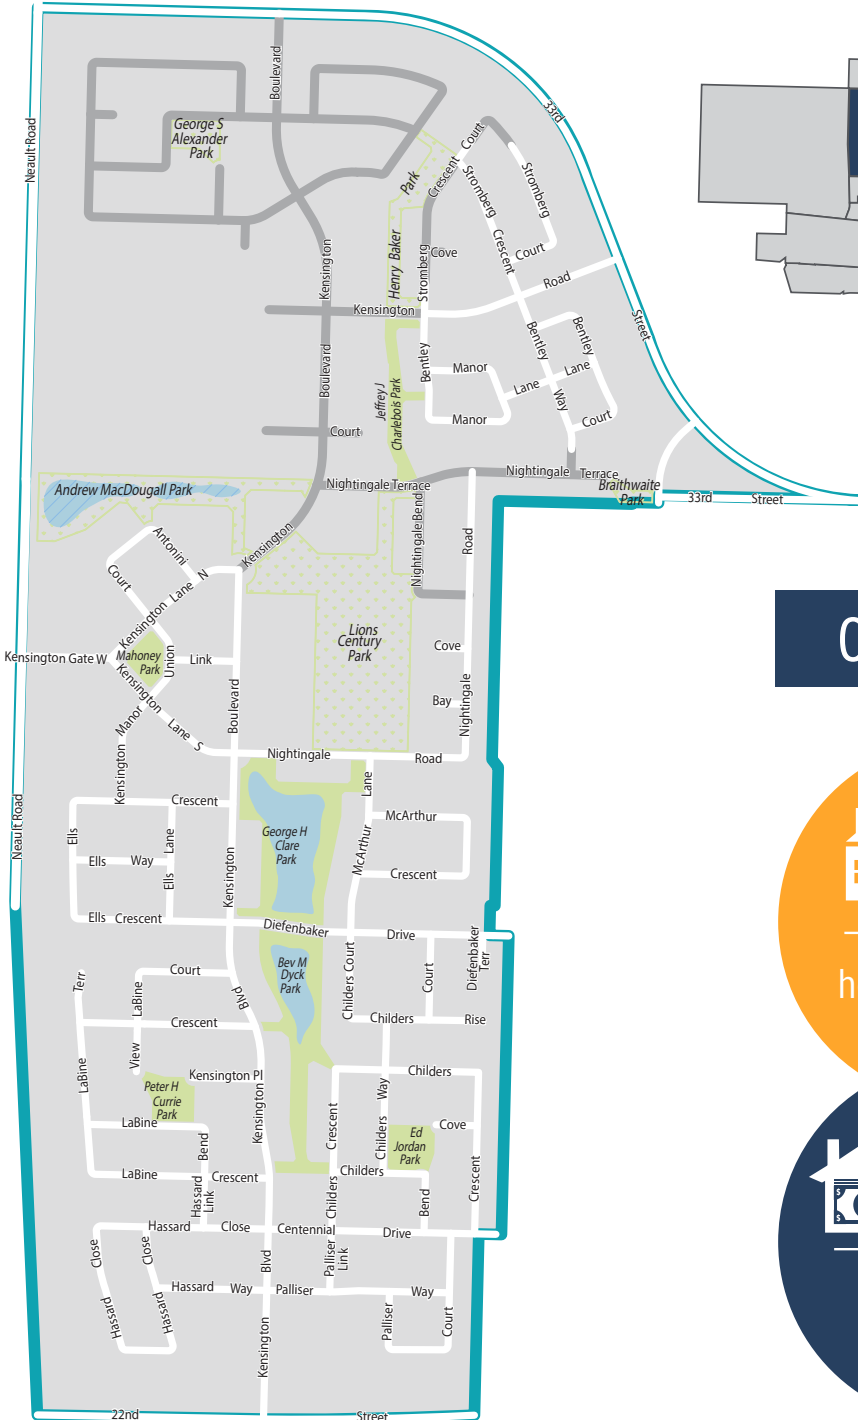 Boulevard
33rd
Neault Road
George S
Alexander
Park
Court
Crescent
Park
Stromberg
Stromberg
Crescent
Court
Henry Baker
Stromberg
Cove
Kensington
Road
Kensington
Street
Bentley
Bentley
Boulevard
Bentley
Manor
Lane
Lane
Jeffrey J
Charlebois Park
Way
Manor
Court
Court
Nightingale Terrace
Nightingale
Terrace
Braithwaite
Park
33rd
Street
Andrew MacDougall Park
Antonini
Court
Kensington
Nightingale Bend
Road
Kensington
Lane
N
Lions
Century
Park
Kensington Gate W
Mahoney
Park
Union
Link
Cove
Kensington
Lane
S
Manor
Boulevard
Bay
Nightingale
Kensington
Nightingale
Road
Lane
Crescent
McArthur
Neault Road
Ells
Lane
George H
Clare
Park
McArthur
Ells
Way
Ells
Kensington
Crescent
Ells
Crescent
Diefenbaker
Drive
Diefenbaker
Terr
Court
Terr
LaBine
Blvd
Bev M
Dyck
Park
Childers Court
Court
Crescent
Childers
Rise
View
LaBine
Kensington Pl
Childers
Peter H
Currie
Park
Kensington
Crescent
Way
Childers
LaBine
Bend
Cove
Ed
Jordan
Park
LaBine
Crescent
Childers
Crescent
Hassard
Link
Childers
Bend
Hassard
Close
Centennial
Drive
Close
Close
Blvd
Palliser
Link
Hassard
Way
Palliser
Way
Hassard
Hassard
Palliser
Court
Kensington
22nd
Street
h